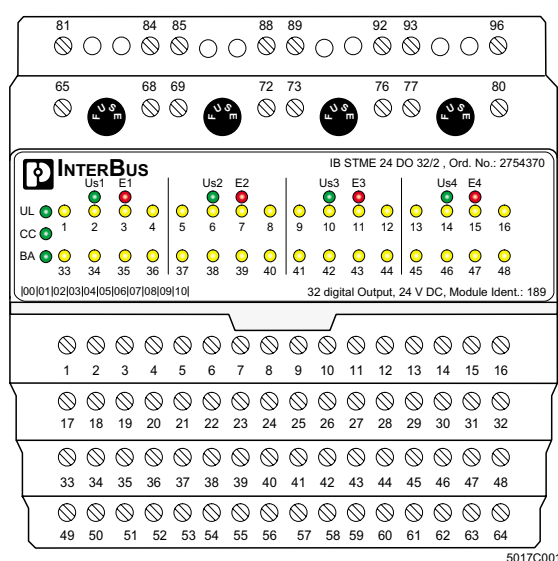 81 84 85 88 89 92 93 96
65 68 69 72 73 76 77 80
FUSE FUSE FUSE FUSE
INTERBUS
IB STME 24 DO 32/2 , Ord. No.: 2754370
Us1 E1 Us2 E2 Us3 E3 Us4 E4
UL
1 2 3 4 5 6 7 8 9 10 11 12 13 14 15 16
CC
BA
33 34 35 36 37 38 39 40 41 42 43 44 45 46 47 48
|00|01|02|03|04|05|06|07|08|09|10|
32 digital Output, 24 V DC, Module Ident.: 189
1 2 3 4 5 6 7 8 9 10 11 12 13 14 15 16
17 18 19 20 21 22 23 24 25 26 27 28 29 30 31 32
33 34 35 36 37 38 39 40 41 42 43 44 45 46 47 48
49 50 51 52 53 54 55 56 57 58 59 60 61 62 63 64
5017C001